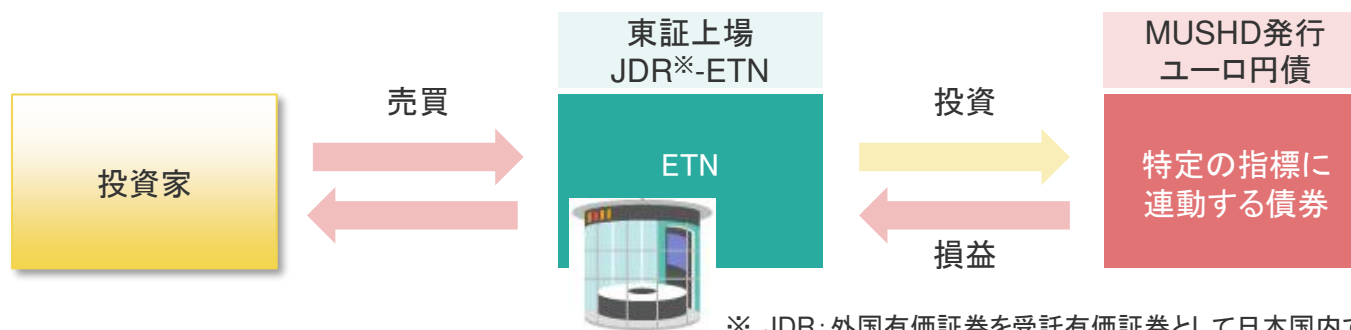 東証上場
JDR※-ETN
MUSHD発行
ユーロ円債
売買
投資
投資家
ETN
特定の指標に
連動する債券
損益
※ JDR：外国有価証券を受託有価証券として日本国内で